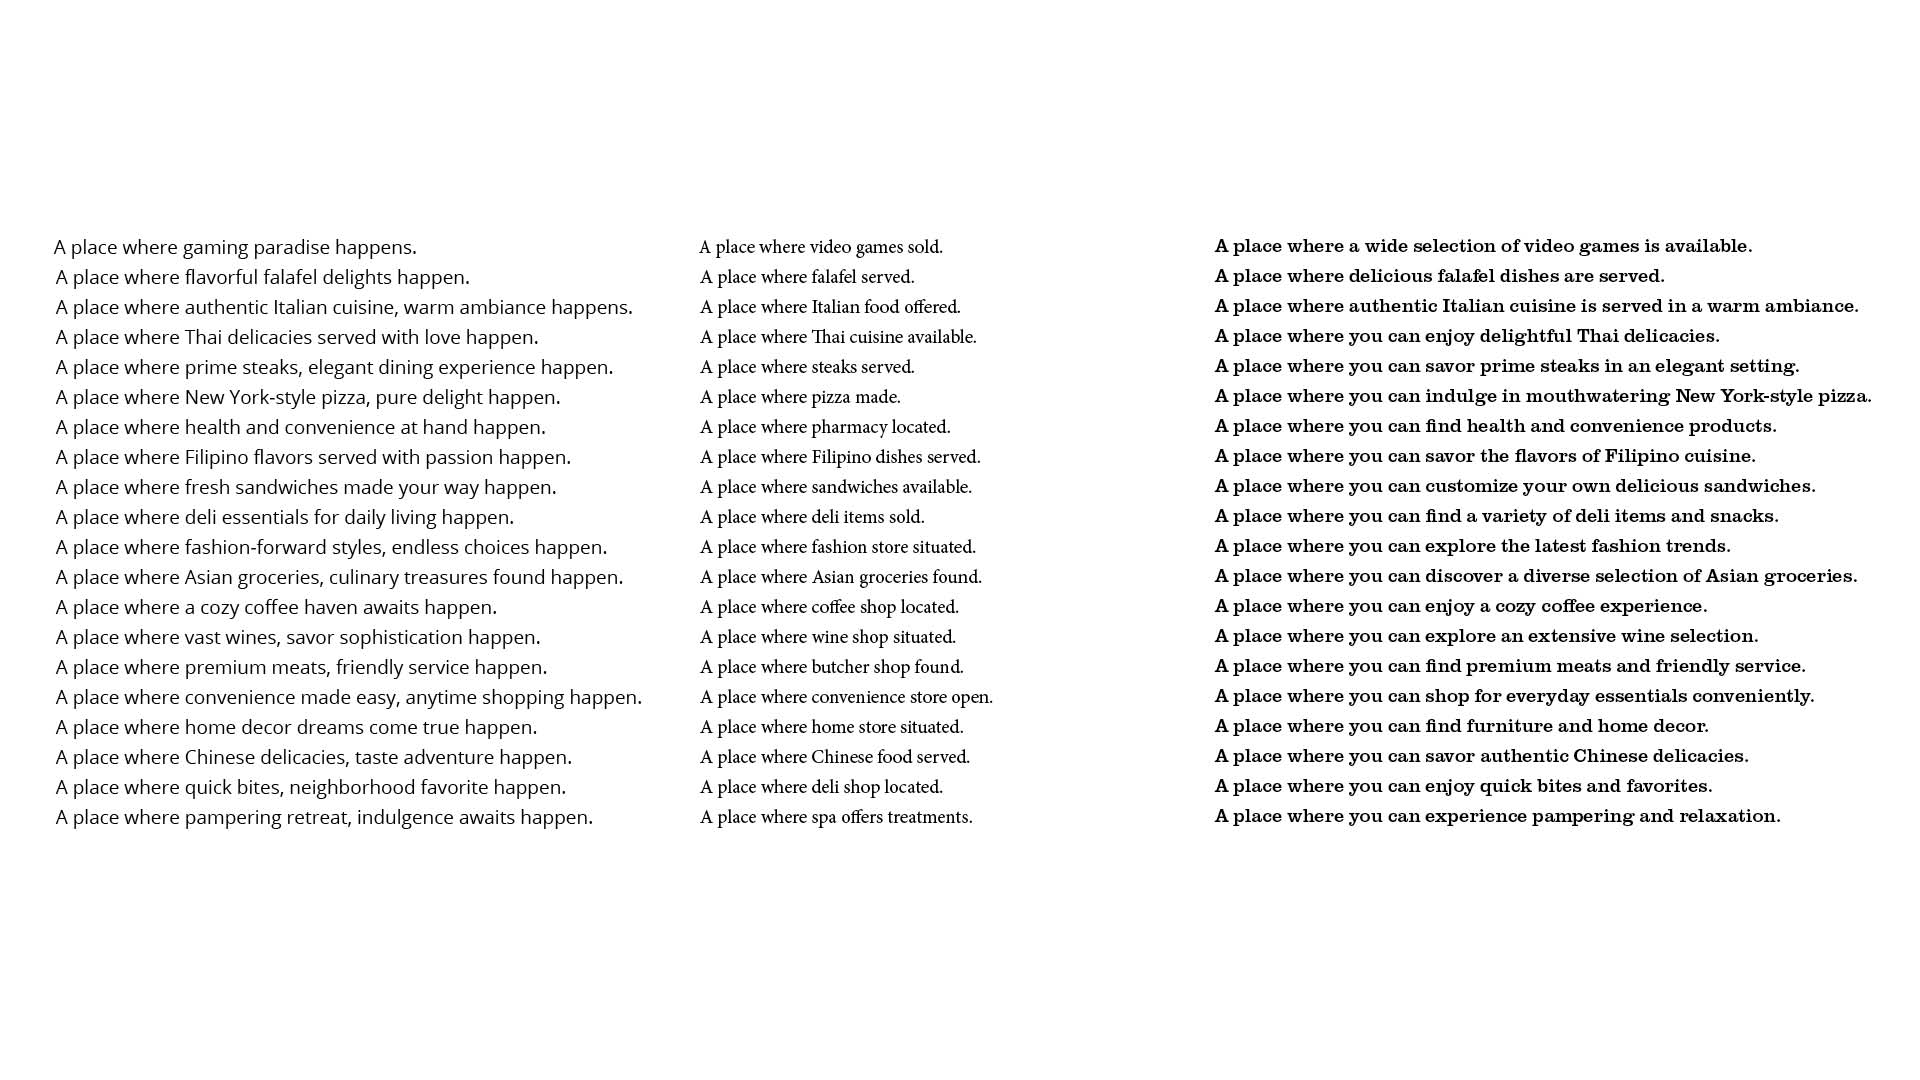 A place where gaming paradise happens.
A place where flavorful falafel delights happen.
A place where authentic Italian cuisine, warm ambiance happens.
A place where Thai delicacies served with love happen.
A place where prime steaks, elegant dining experience happen.
A place where New York-style pizza, pure delight happen.
A place where health and convenience at hand happen.
A place where Filipino flavors served with passion happen.
A place where fresh sandwiches made your way happen.
A place where deli essentials for daily living happen.
A place where fashion-forward styles, endless choices happen.
A place where Asian groceries, culinary treasures found happen.
A place where a cozy coffee haven awaits happen.
A place where vast wines, savor sophistication happen.
A place where premium meats, friendly service happen.
A place where convenience made easy, anytime shopping happen.
A place where home decor dreams come true happen.
A place where Chinese delicacies, taste adventure happen.
A place where quick bites, neighborhood favorite happen.
A place where pampering retreat, indulgence awaits happen.
A place where video games sold.
A place where falafel served.
A place where Italian food offered.
A place where Thai cuisine available.
A place where steaks served.
A place where pizza made.
A place where pharmacy located.
A place where Filipino dishes served.
A place where sandwiches available.
A place where deli items sold.
A place where fashion store situated.
A place where Asian groceries found.
A place where coffee shop located.
A place where wine shop situated.
A place where butcher shop found.
A place where convenience store open.
A place where home store situated.
A place where Chinese food served.
A place where deli shop located.
A place where spa offers treatments.
A place where a wide selection of video games is available.
A place where delicious falafel dishes are served.
A place where authentic Italian cuisine is served in a warm ambiance.
A place where you can enjoy delightful Thai delicacies.
A place where you can savor prime steaks in an elegant setting.
A place where you can indulge in mouthwatering New York-style pizza.
A place where you can find health and convenience products.
A place where you can savor the flavors of Filipino cuisine.
A place where you can customize your own delicious sandwiches.
A place where you can find a variety of deli items and snacks.
A place where you can explore the latest fashion trends.
A place where you can discover a diverse selection of Asian groceries.
A place where you can enjoy a cozy coffee experience.
A place where you can explore an extensive wine selection.
A place where you can find premium meats and friendly service.
A place where you can shop for everyday essentials conveniently.
A place where you can find furniture and home decor.
A place where you can savor authentic Chinese delicacies.
A place where you can enjoy quick bites and favorites.
A place where you can experience pampering and relaxation.